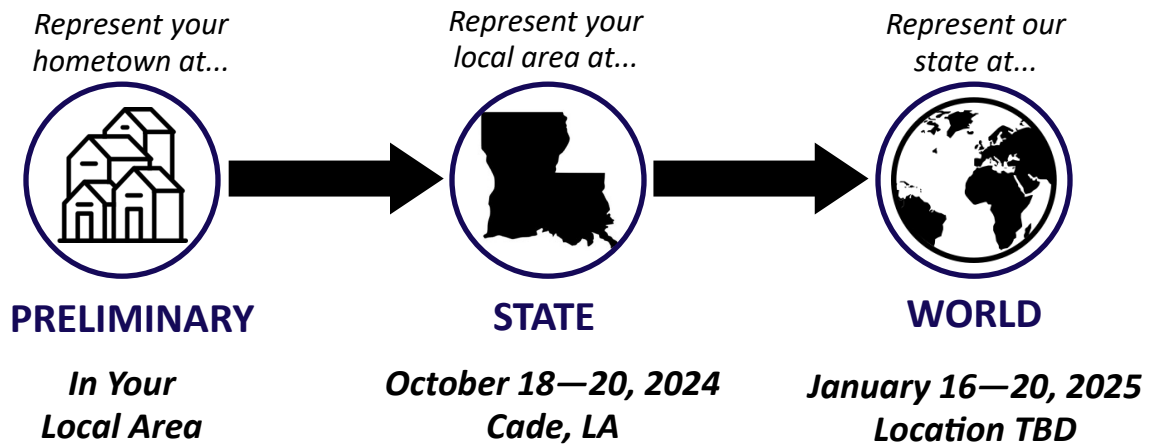 Represent your
hometown at...
PRELIMINARY
In Your
Local Area
Represent your
local area at...
STATE
October 18—20, 2024
Cade, LA
Represent our
state at...
WORLD
January 16—20, 2025
Location TBD